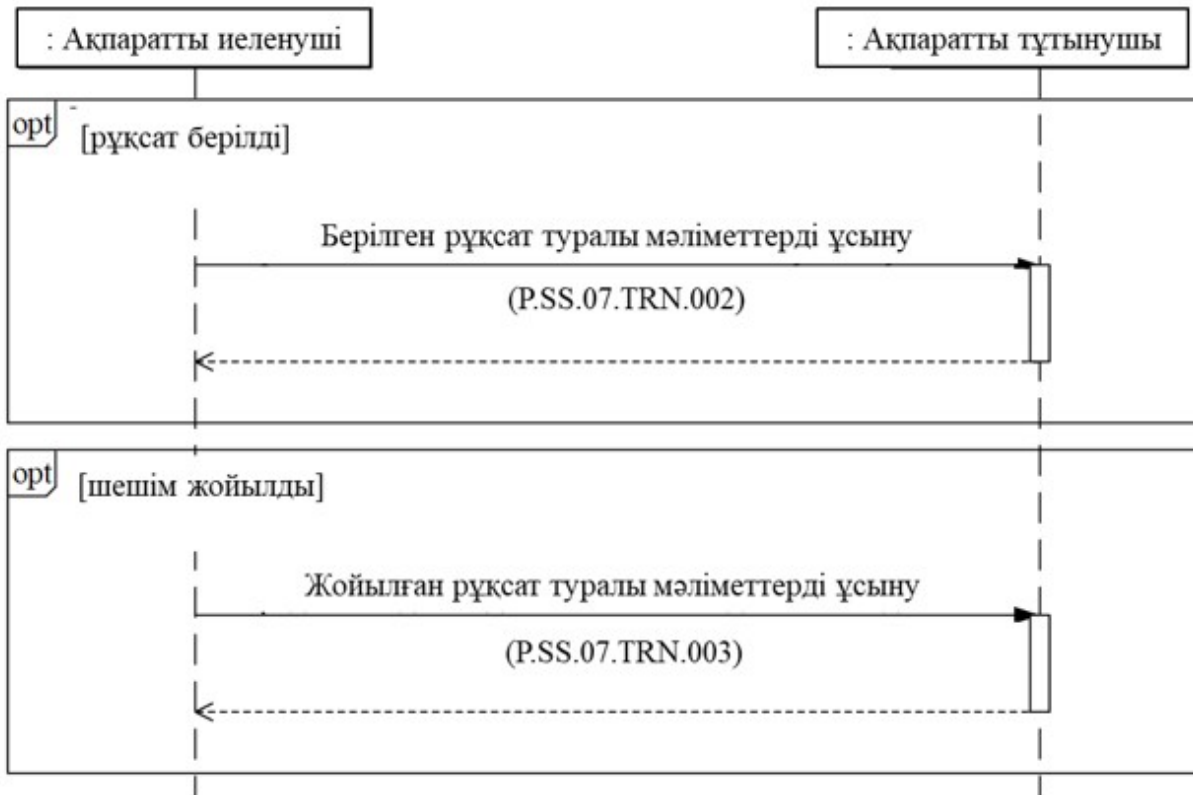 : Ақпаратты иеленуші
: Ақпаратты тұтынушы
opt
[рұқсат берілді]
Берілген рұқсат туралы мәліметтерді ұсыну
(P.SS.07.TRN.002)
opt
[шешім жойылды]
Жойылған рұқсат туралы мәліметтерді ұсыну
(P.SS.07.TRN.003)